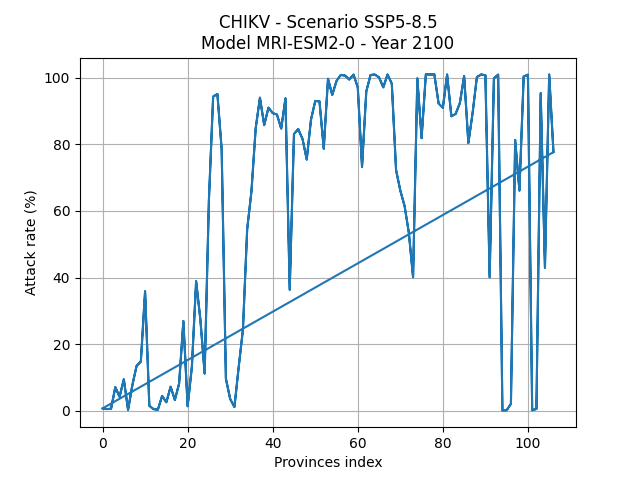 CHIKV - Scenario SSP5-8.5
Model MRI-ESM2-0 - Year 2100
Attack rate (%)
100
80
60
40
20
0
0 20 40 60 80 100
Provinces index